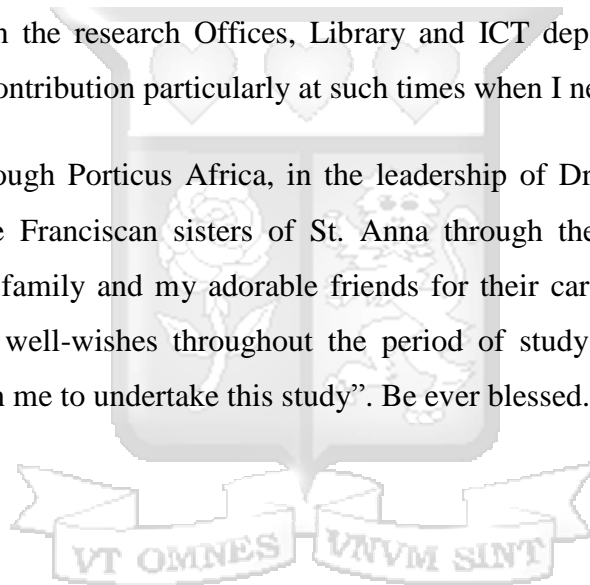 n the research Offices, Library and ICT dep
ontribution particularly at such times when I ne
ough Porticus Africa, in the leadership of Dr
e Franciscan sisters of St. Anna through the
family and my adorable friends for their car
well-wishes throughout the period of study
n me to undertake this study”. Be ever blessed.
VT OMNES VNVM SINT